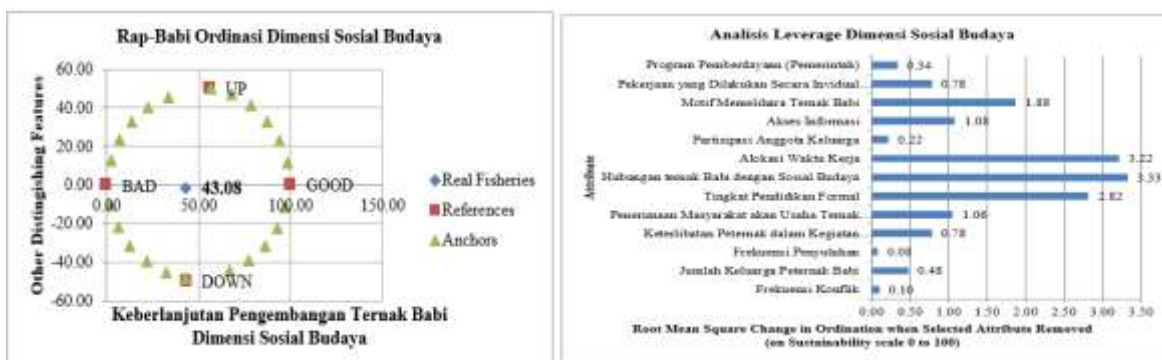 Rap-Babi Ordinasi Dimensi Sosial Budaya
60.00
40.00
20.00
0.00
-20.00
-40.00
-60.00
Other Distingishing Features
UP
BAD
43.08
GOOD
DOWN
0.00 50.00 100.00 150.00
Real Fisheries
References
Anchors
Keberlanjutan Pengembangan Ternak Babi
Dimensi Sosial Budaya
Analisis Leverage Dimensi Sosial Budaya
Attribute
Program Pemberdayaan (Pemerintah) 0.34
Pekerjaan yang Dilakukan Secara Invidual... 0.78
Motif Memelihara Ternak Babi 1.88
Akses Informasi 1.08
Partisipasi Anggota Keluarga 0.22
Alokasi Waktu Kerja 3.22
Hubungan ternak Babi dengan Sosial Budaya 3.33
Tingkat Pendidikan Formal 2.82
Penerimaan Masyarakat akan Usaha Ternak... 1.06
Keterlibatan Peternak dalam Kegiatan... 0.78
Frekuensi Penyuluhan 0.08
Jumlah Keluarga Peternak Babi 0.48
Frekuensi Konflik 0.10
0.00 0.50 1.00 1.50 2.00 2.50 3.00 3.50
Root Mean Square Change in Ordination when Selected Attribute Removed
(on Sustainability scale 0 to 100)